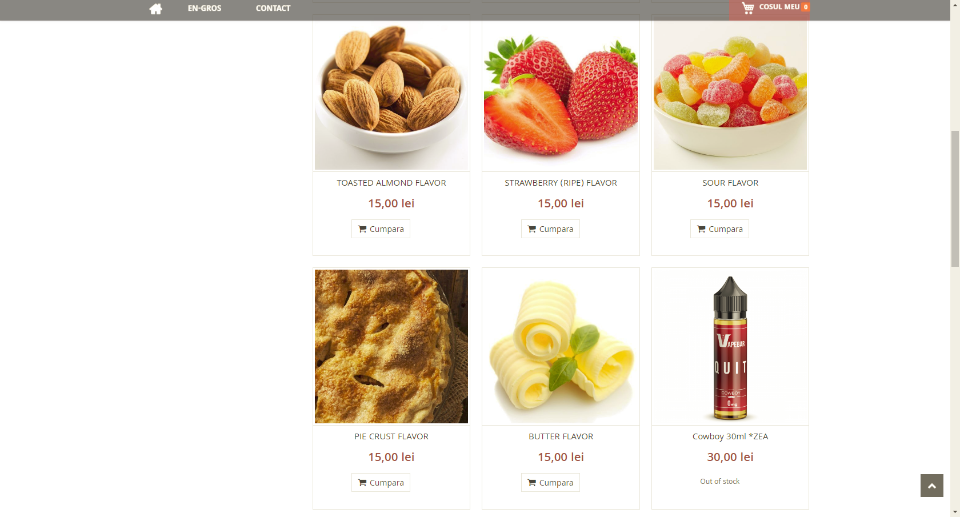 EN-GROS
CONTACT
COSUL MEU 0
TOASTED ALMOND FLAVOR
15,00 lei
Cumpara
STRAWBERRY (RIPE) FLAVOR
15,00 lei
Cumpara
SOUR FLAVOR
15,00 lei
Cumpara
PIE CRUST FLAVOR
15,00 lei
Cumpara
BUTTER FLAVOR
15,00 lei
Cumpara
QUIT
COWBOY
0mg
Cowboy 30ml *ZEA
30,00 lei
Out of stock